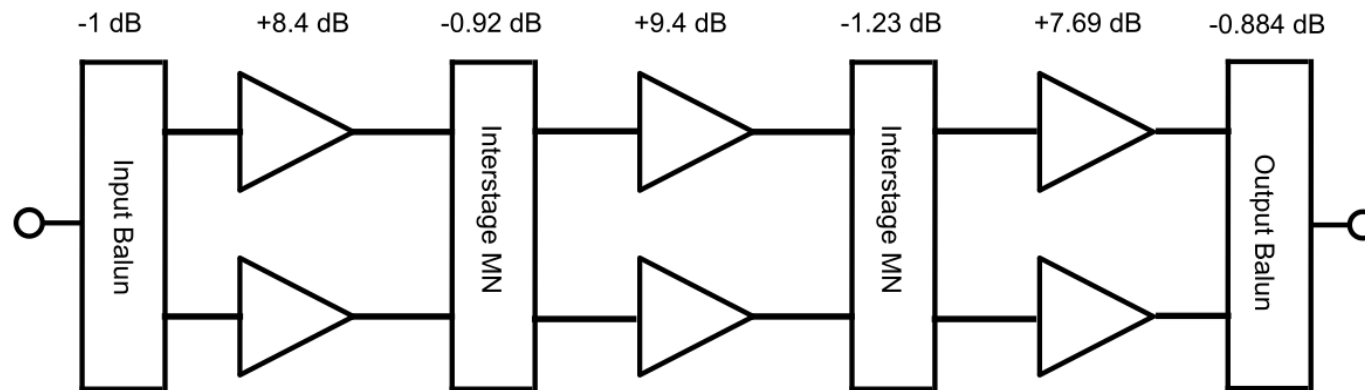 -1 dB
+8.4 dB
-0.92 dB
+9.4 dB
-1.23 dB
+7.69 dB
-0.884 dB
Input Balun
Interstage MN
Interstage MN
Output Balun